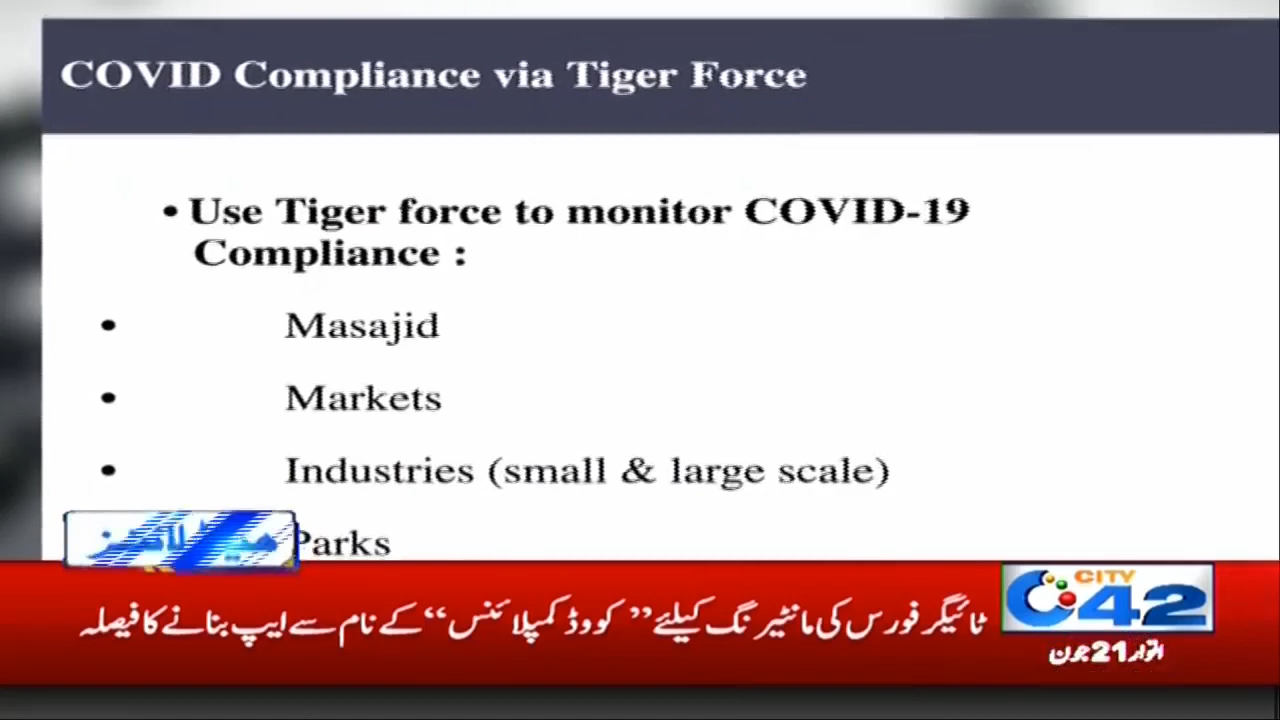 COVID Compliance via Tiger Force
• Use Tiger force to monitor COVID-19
Compliance :
• Masajid
• Markets
• Industries (small & large scale)
Parks
ہیڈلائنز
ٹائیگر فورس کی مانٹیرنگ کیلئے ”کووڈ کمپلائنس“ کے نام سے ایپ بنانے کا فیصلہ
CITY
42
اتوار 21 جون